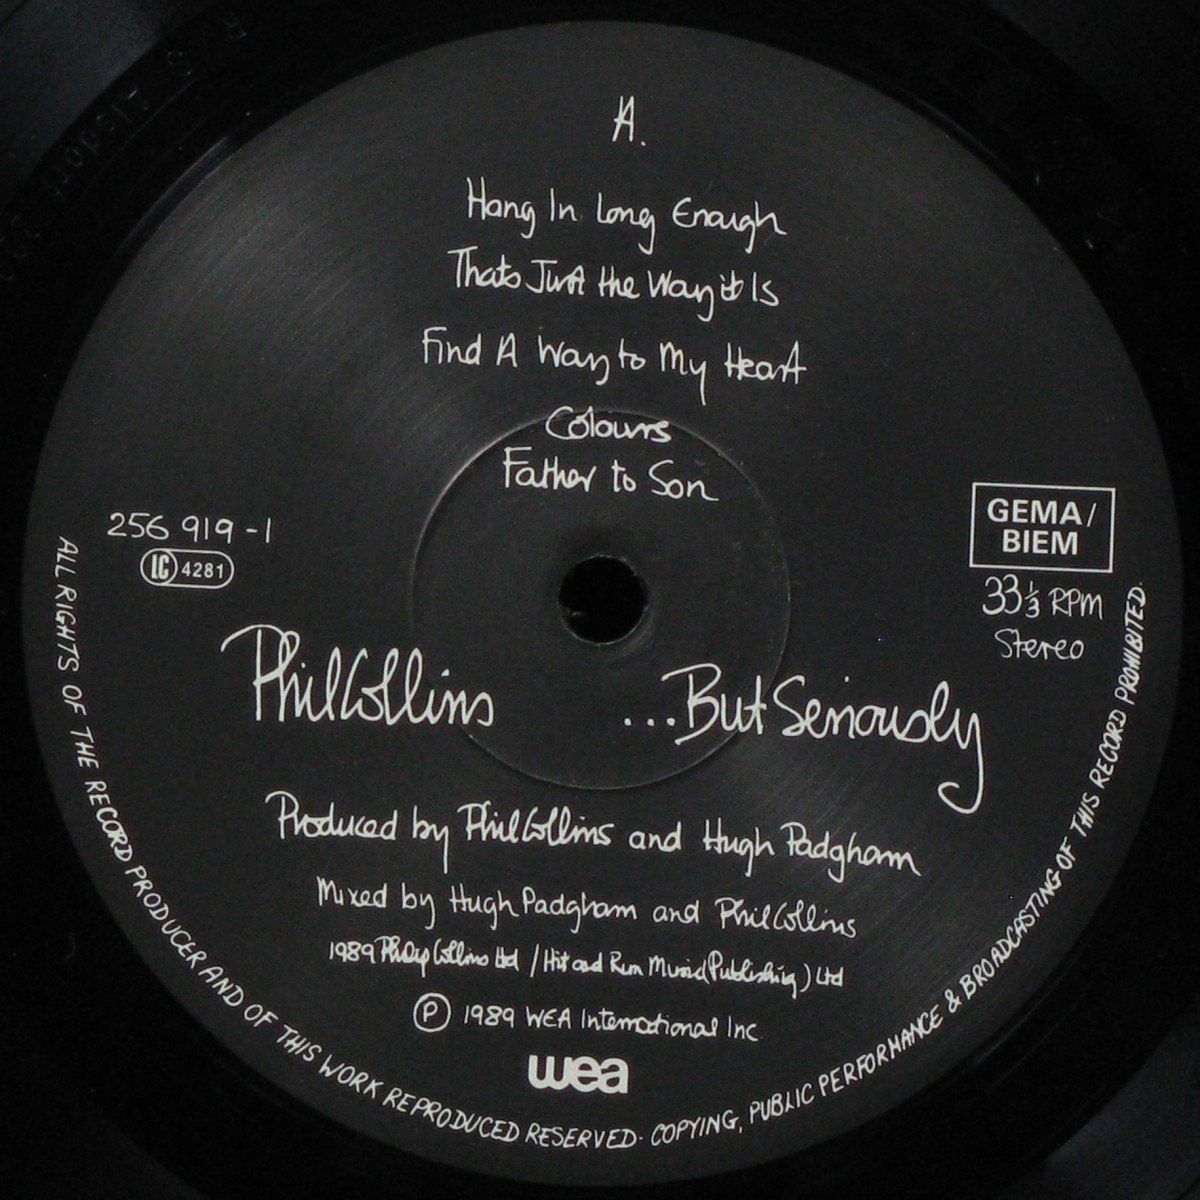 A.
Hang In Long Enough
Thats Just the Way it Is
Find A Way to My Heart
Colours
Father to Son
256 919-1
LC 4281
GEMA/
BIEM
33⅓ RPM
Stereo
Phil Collins ...But Seriously
Produced by Phil Collins and Hugh Padgham
Mixed by Hugh Padgham and Phil Collins
1989 Philip Collins Ltd / Hit and Run Music (Publishing) Ltd
Ⓟ 1989 WEA International Inc
wea
ALL RIGHTS OF THE RECORD PRODUCER AND OF THIS WORK REPRODUCED RESERVED· COPYING, PUBLIC PERFORMANCE & BROADCASTING OF THIS RECORD PROHIBITED.